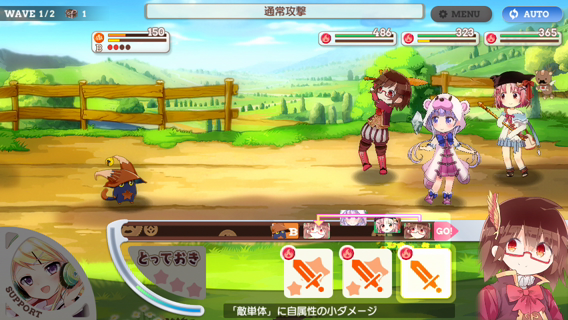 WAVE 1/2 1
通常攻撃
MENU
AUTO
150
B
486
323
365
B
GO!
とっておき
SUPPORT
「敵単体」に自属性の小ダメージ